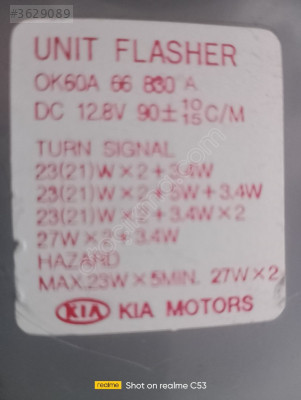 #3629089
UNIT FLASHER
OK60A 66 830 A
DC 12.8V 90±10/15C/M
TURN SIGNAL
23(21)W×2+3.4W
23(21)W×2+5W+3.4W
23(21)W×2+3.4W×2
27W×2+3.4W
HAZARD
MAX.23W×5MIN. 27W×2
KIA KIA MOTORS
realme Shot on realme C53